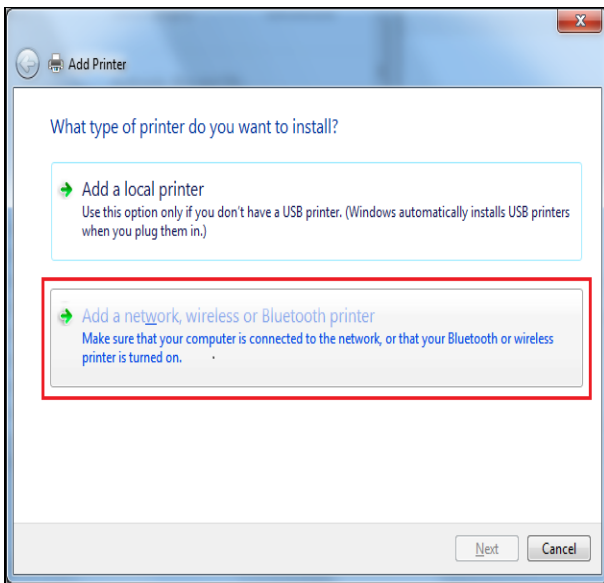 Add Printer
What type of printer do you want to install?
Add a local printer
Use this option only if you don't have a USB printer. (Windows automatically installs USB printers
when you plug them in.)
Add a network, wireless or Bluetooth printer
Make sure that your computer is connected to the network, or that your Bluetooth or wireless
printer is turned on.
Next Cancel